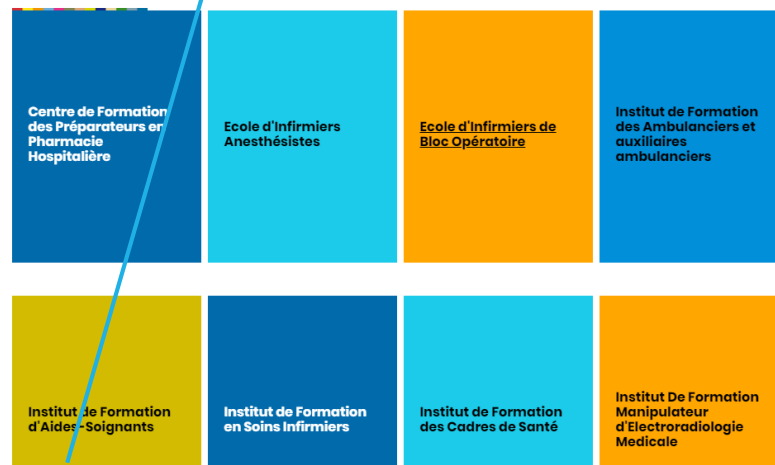 Centre de Formation
des Préparateurs en
Pharmacie
Hospitalière
Ecole d'Infirmiers
Anesthésistes
Ecole d'Infirmiers de
Bloc Opératoire
Institut de Formation
des Ambulanciers et
auxiliaires
ambulanciers
Institut de Formation
d'Aides-Soignants
Institut de Formation
en Soins Infirmiers
Institut de Formation
des Cadres de Santé
Institut De Formation
Manipulateur
d'Electroradiologie
Medicale